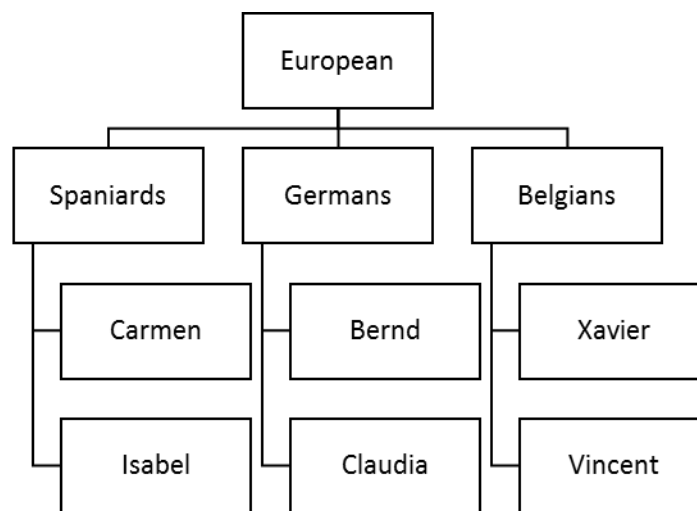 European
Spaniards
Germans
Belgians
Carmen
Bernd
Xavier
Isabel
Claudia
Vincent